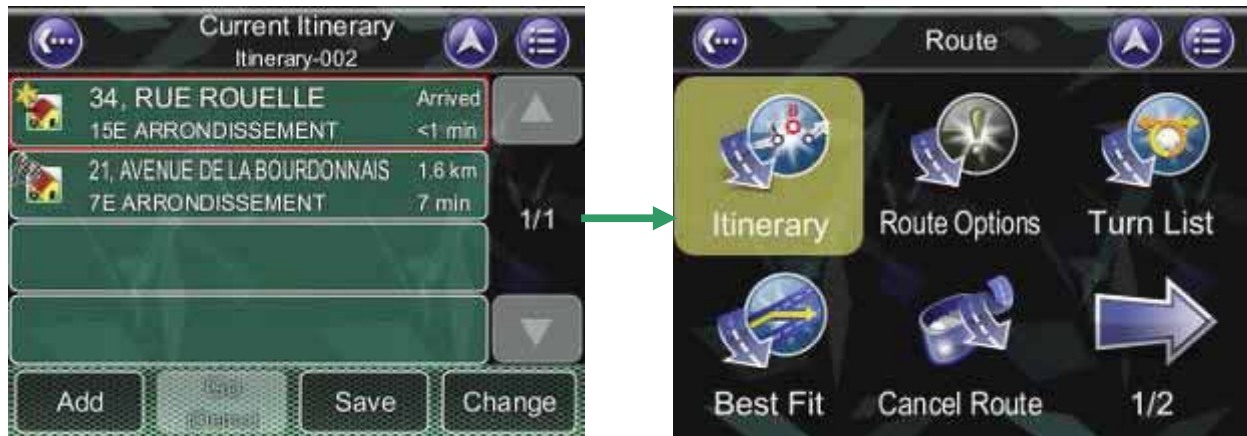 Current Itinerary
Itinerary-002
34, RUE ROUELLE Arrived
15E ARRONDISSEMENT <1 min
21, AVENUE DE LA BOURDONNAIS 1.6 km
7E ARRONDISSEMENT 7 min
1/1
Add Save Change
Route
B
Itinerary Route Options Turn List
Best Fit Cancel Route 1/2